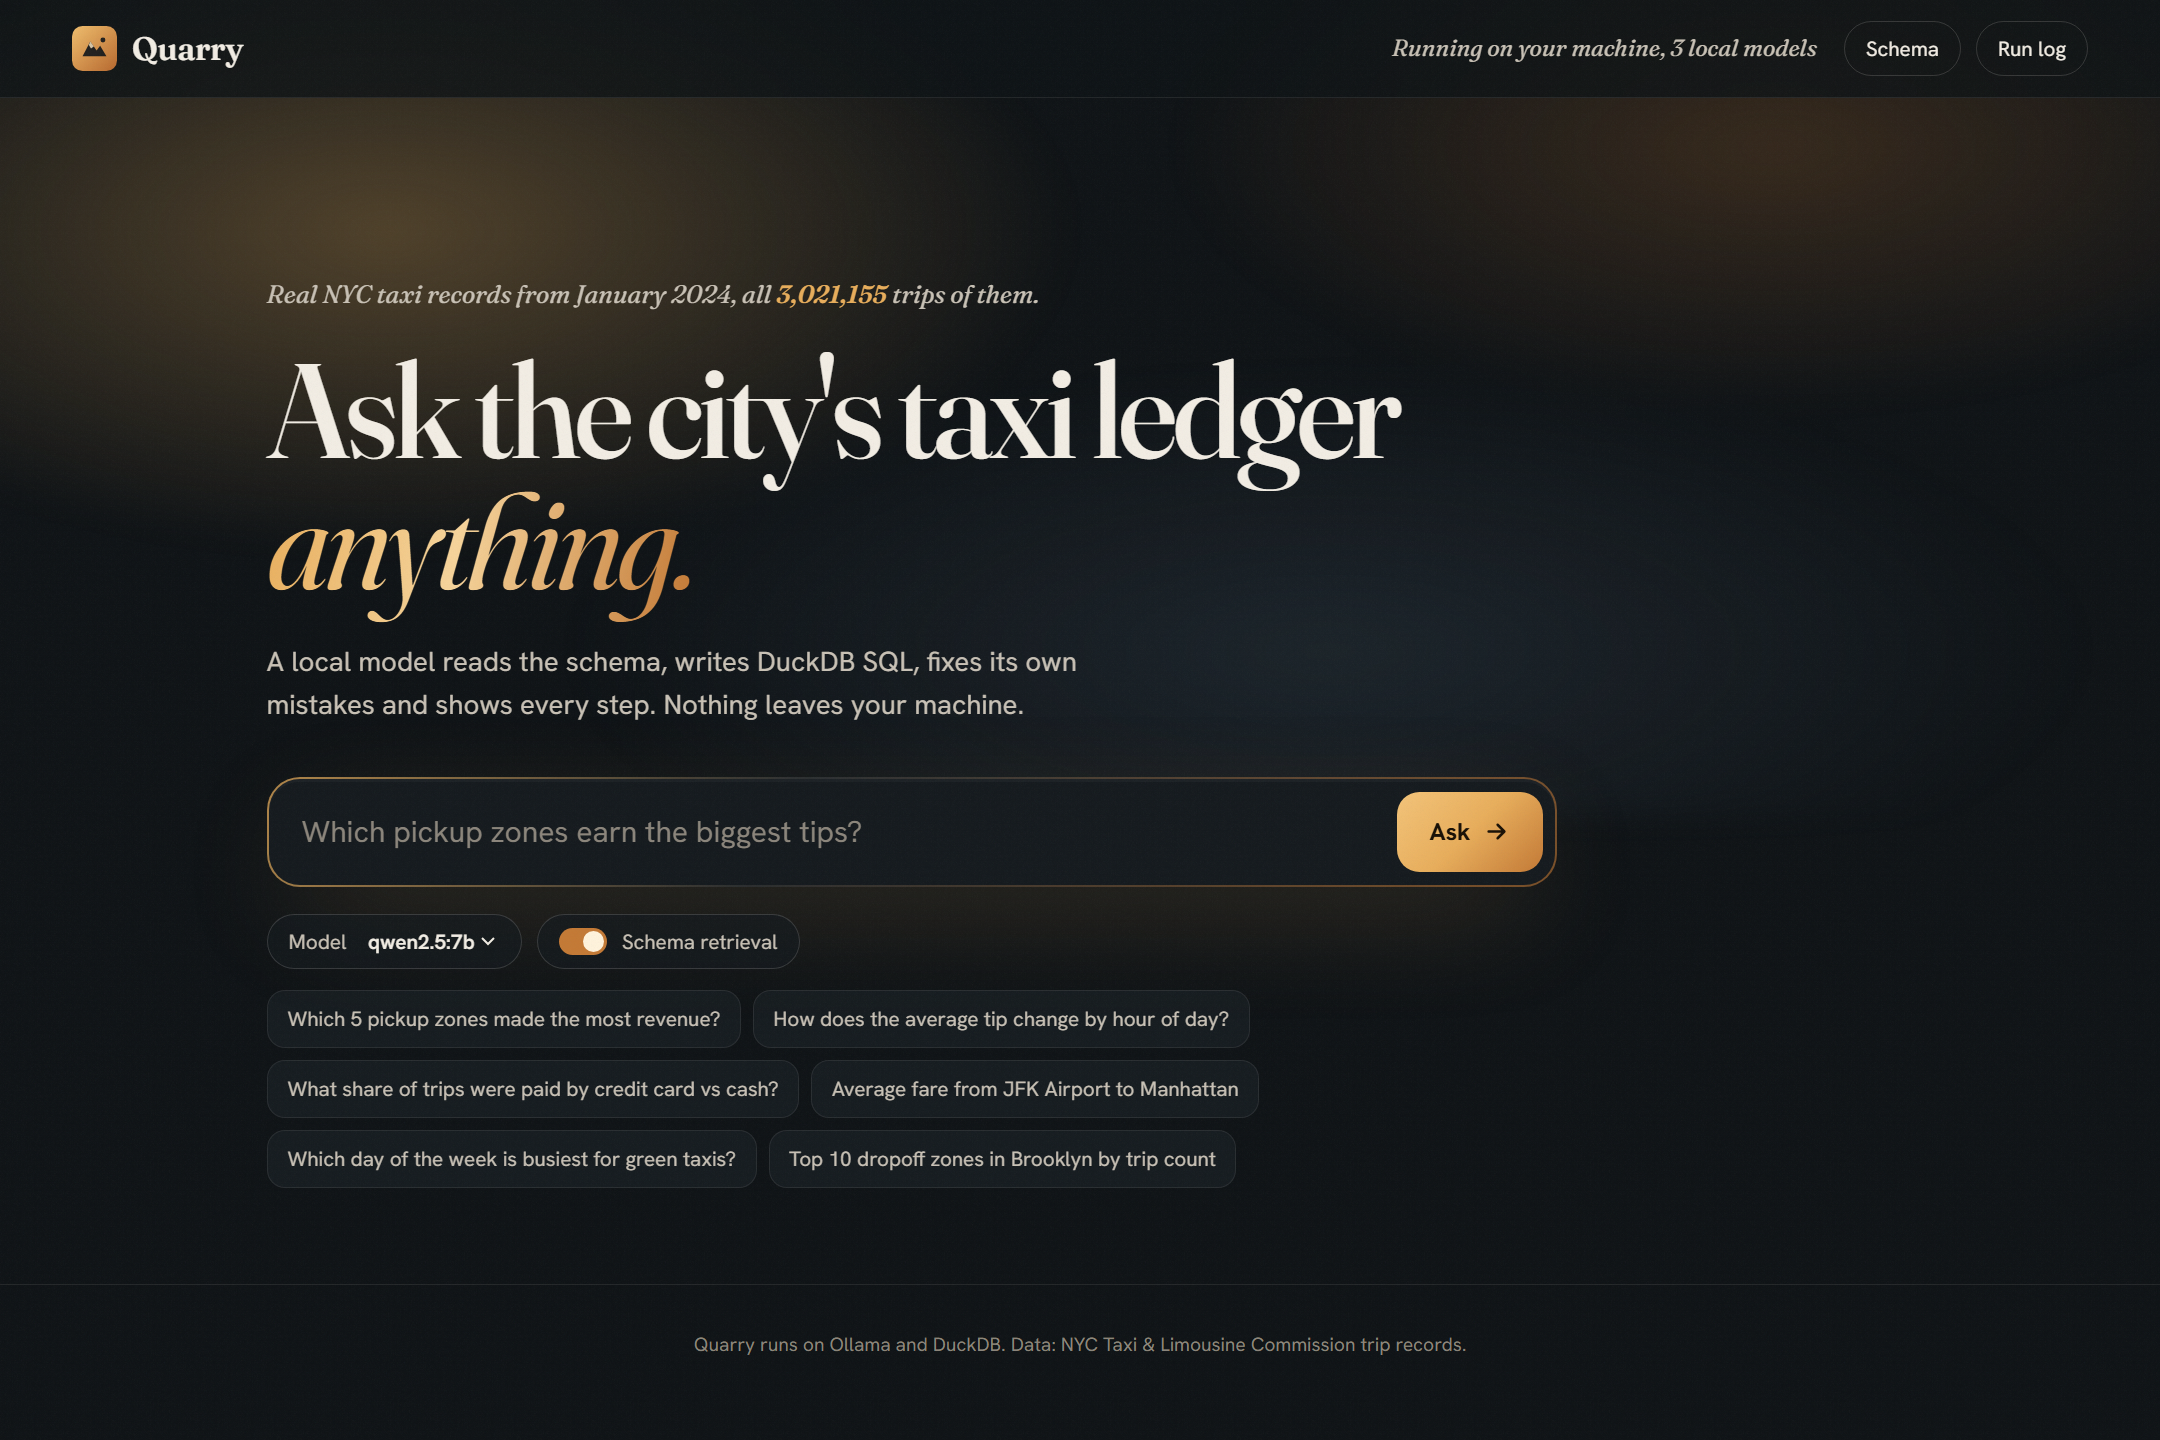 Quarry
Running on your machine, 3 local models
Schema
Run log
Real NYC taxi records from January 2024, all 3,021,155 trips of them.
Ask the city's taxi ledger
anything.
A local model reads the schema, writes DuckDB SQL, fixes its own
mistakes and shows every step. Nothing leaves your machine.
Which pickup zones earn the biggest tips?
Ask →
Model qwen2.5:7b
Schema retrieval
Which 5 pickup zones made the most revenue?
How does the average tip change by hour of day?
What share of trips were paid by credit card vs cash?
Average fare from JFK Airport to Manhattan
Which day of the week is busiest for green taxis?
Top 10 dropoff zones in Brooklyn by trip count
Quarry runs on Ollama and DuckDB. Data: NYC Taxi & Limousine Commission trip records.